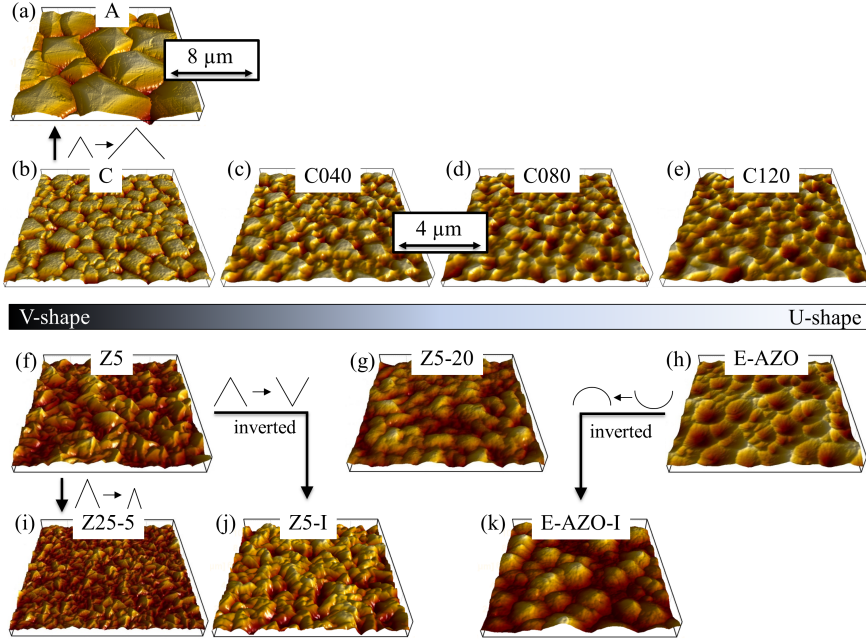 (a) A
8 µm
(b) C
(c) C040
(d) C080
(e) C120
4 µm
V-shape U-shape
(f) Z5
(g) Z5-20
(h) E-AZO
inverted
inverted
(i) Z25-5
(j) Z5-I
(k) E-AZO-I